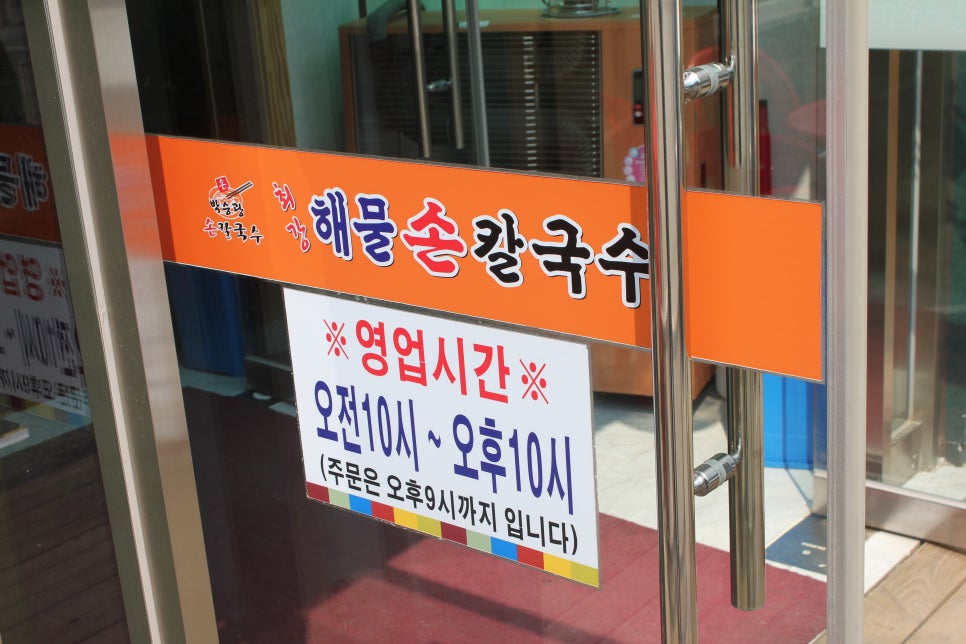 박승광
손칼국수
최강
해물손칼국수
※영업시간※
오전10시 ~ 오후10시
(주문은 오후9시까지 입니다)